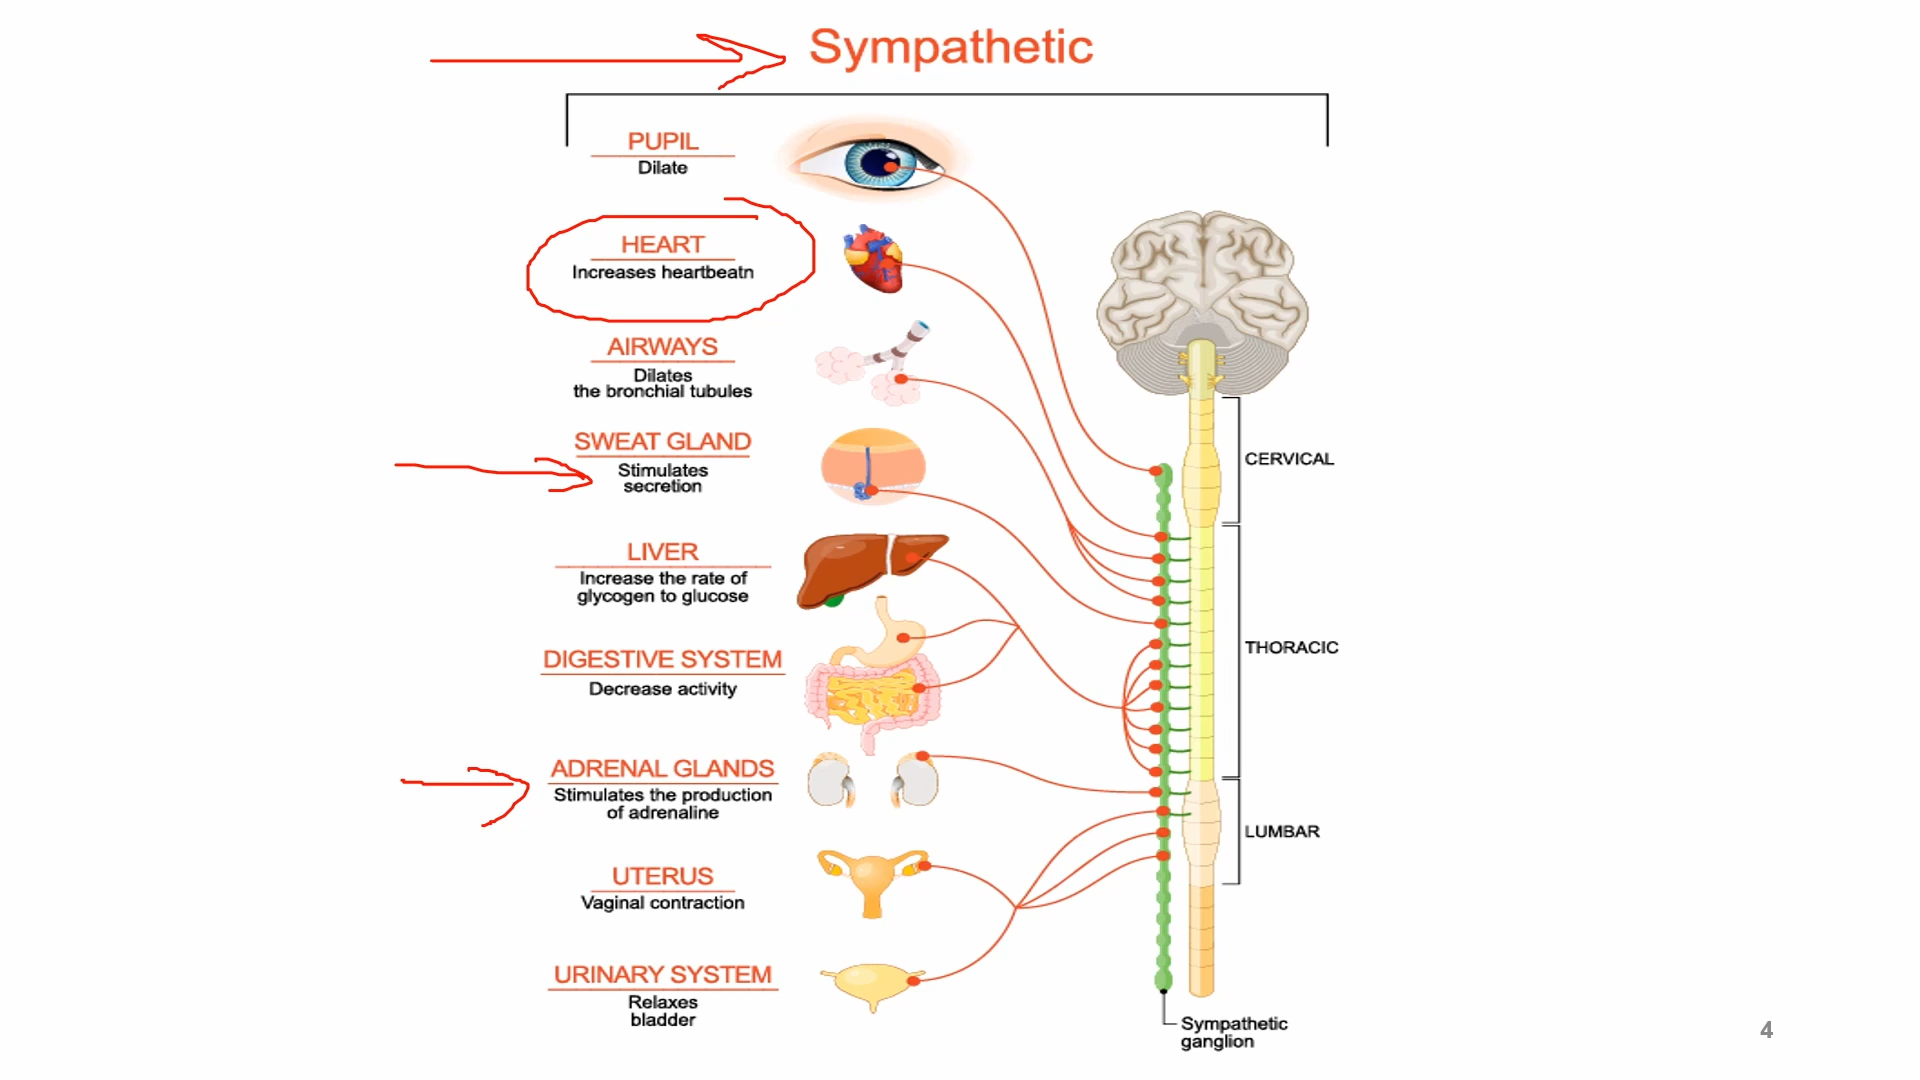 Sympathetic
PUPIL
Dilate
HEART
Increases heartbeatn
AIRWAYS
Dilates
the bronchial tubules
SWEAT GLAND
Stimulates
secretion
LIVER
Increase the rate of
glycogen to glucose
DIGESTIVE SYSTEM
Decrease activity
ADRENAL GLANDS
Stimulates the production
of adrenaline
UTERUS
Vaginal contraction
URINARY SYSTEM
Relaxes
bladder
CERVICAL
THORACIC
LUMBAR
Sympathetic
ganglion
4